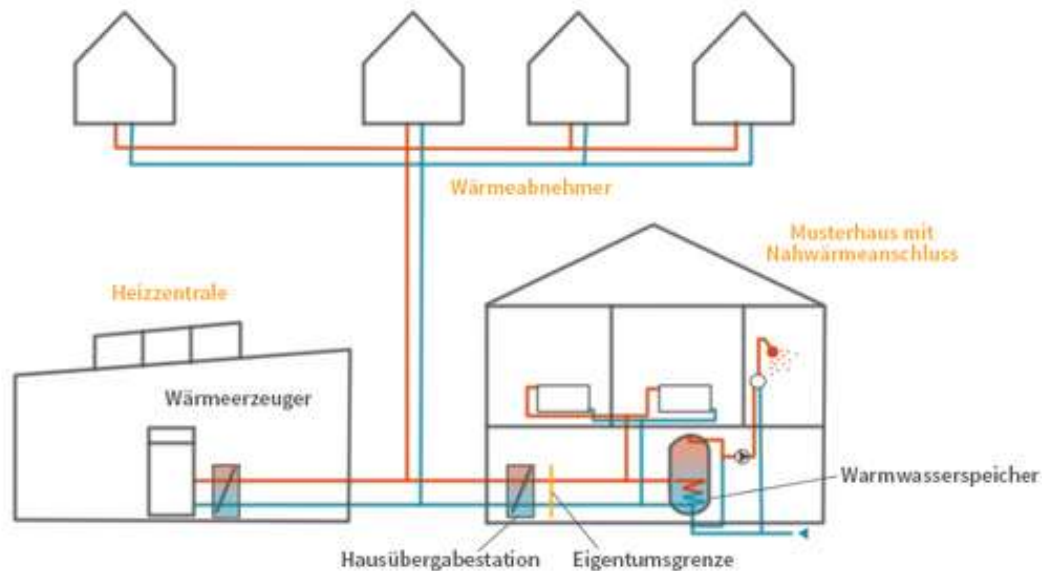 Wärmeabnehmer
Musterhaus mit
Nahwärmeanschluss
Heizzentrale
Wärmeerzeuger
Warmwasserspeicher
Hausübergabestation
Eigentumsgrenze